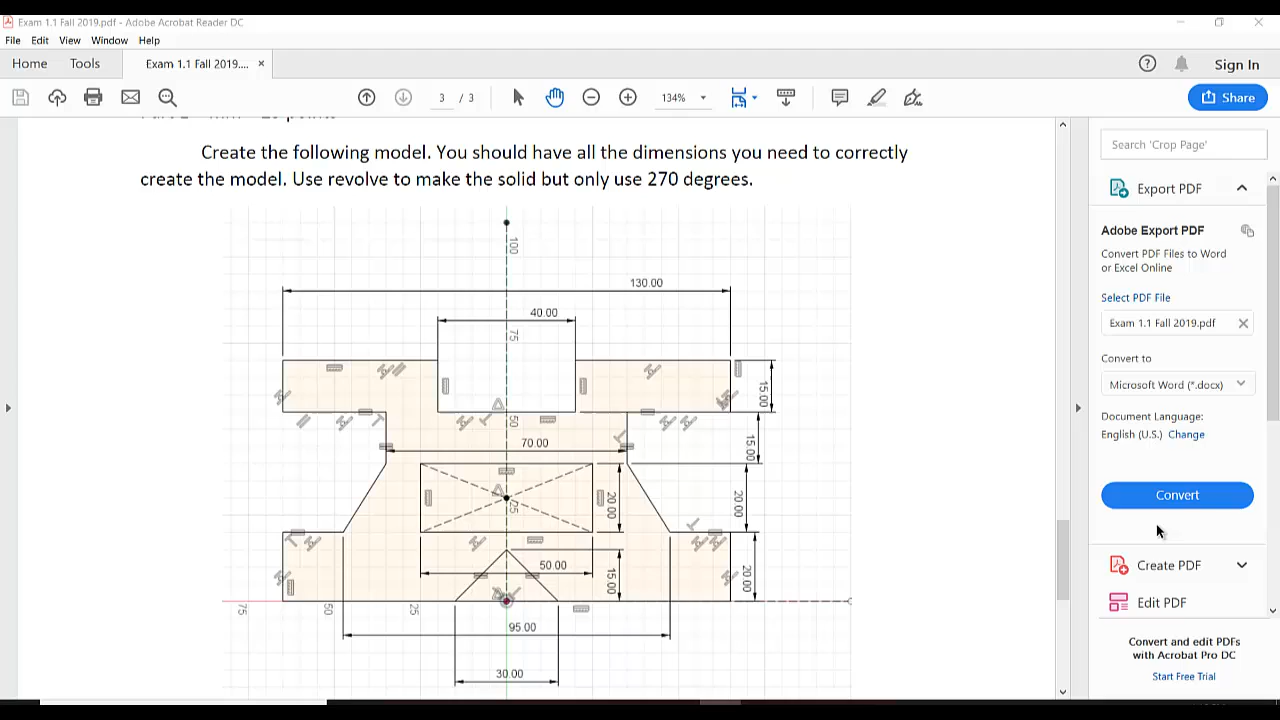 Exam 1.1 Fall 2019.pdf - Adobe Acrobat Reader DC
File Edit View Window Help
Home Tools Exam 1.1 Fall 2019.... × Sign In
3 / 3 134% Share
Create the following model. You should have all the dimensions you need to correctly
create the model. Use revolve to make the solid but only use 270 degrees.
100
130.00
40.00
75
15.00
50
70.00
15.00
25
20.00
20.00
50.00
15.00
20.00
75
50
25
95.00
30.00
Search 'Crop Page'
Export PDF
Adobe Export PDF
Convert PDF Files to Word
or Excel Online
Select PDF File
Exam 1.1 Fall 2019.pdf
Convert to
Microsoft Word (*.docx)
Document Language:
English (U.S.) Change
Convert
Create PDF
Edit PDF
Convert and edit PDFs
with Acrobat Pro DC
Start Free Trial